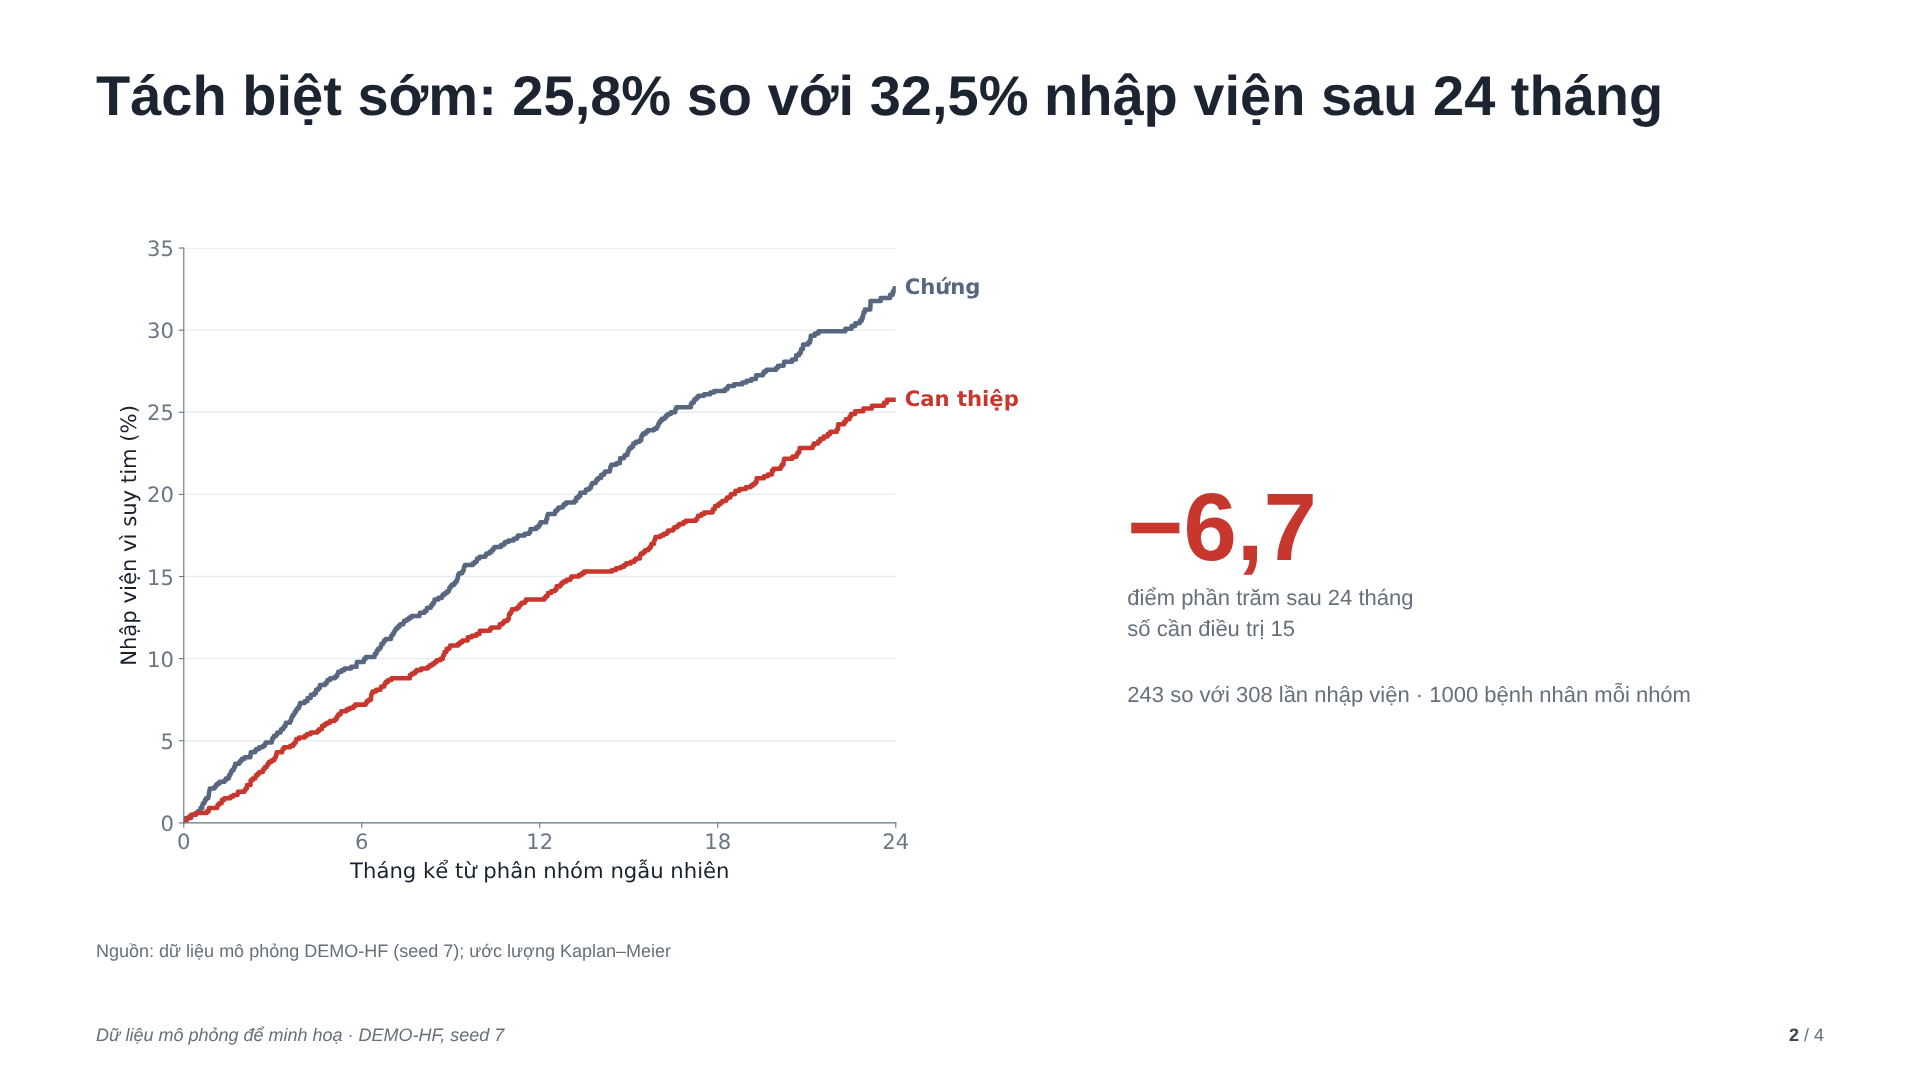 Tách biệt sớm: 25,8% so với 32,5% nhập viện sau 24 tháng
Nhập viện vì suy tim (%)
35
30
25
20
15
10
5
0
0 6 12 18 24
Tháng kể từ phân nhóm ngẫu nhiên
Chứng
Can thiệp
−6,7
điểm phần trăm sau 24 tháng
số cần điều trị 15
243 so với 308 lần nhập viện · 1000 bệnh nhân mỗi nhóm
Nguồn: dữ liệu mô phỏng DEMO-HF (seed 7); ước lượng Kaplan–Meier
Dữ liệu mô phỏng để minh hoạ · DEMO-HF, seed 7
2 / 4